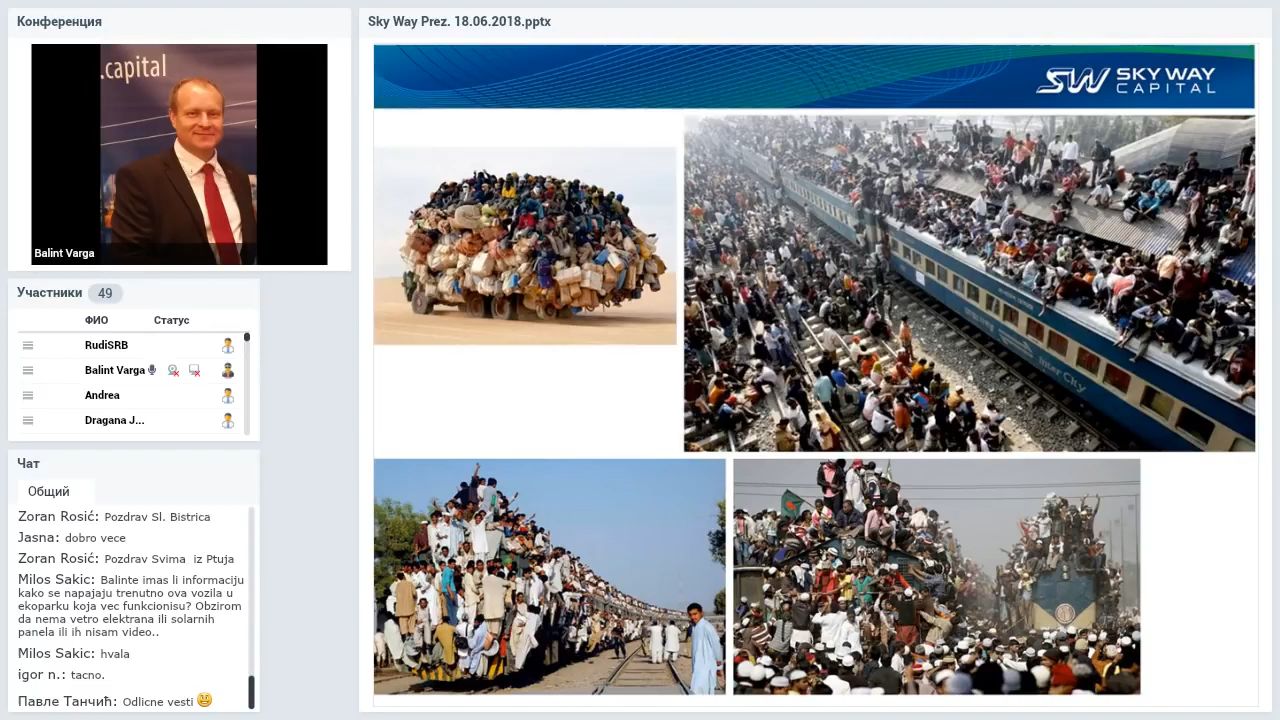 Конференция
.capital
Balint Varga
Участники 49
ФИО Статус
RudiSRB
Balint Varga
Andrea
Dragana J...
Чат
Общий
Zoran Rosić: Pozdrav Sl. Bistrica
Jasna: dobro vece
Zoran Rosić: Pozdrav Svima iz Ptuja
Milos Sakic: Balinte imas li informaciju
kako se napajaju trenutno ova vozila u
ekoparku koja vec funkcionisu? Obzirom
da nema vetro elektrana ili solarnih
panela ili ih nisam video..
Milos Sakic: hvala
igor n.: tacno.
Павле Танчић: Odlicne vesti
Sky Way Prez. 18.06.2018.pptx
SW SKY WAY
CAPITAL
Inter City